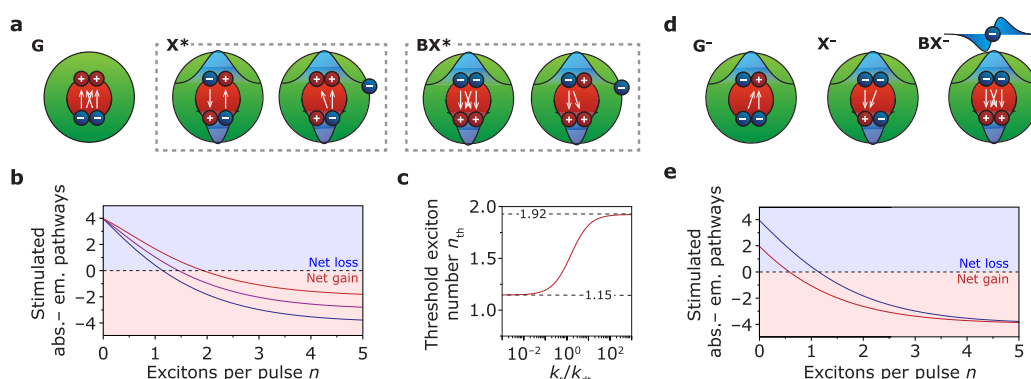 a
G
X*
BX*
d
G⁻
X⁻
BX⁻
b
Stimulated
abs.– em. pathways
4
2
0
−2
−4
Net loss
Net gain
0 1 2 3 4 5
Excitons per pulse n
c
Threshold exciton
number nth
2.0
1.5
1.0
1.92
1.15
10⁻² 10⁰ 10²
e
Stimulated
abs.– em. pathways
4
2
0
−2
−4
Net loss
Net gain
0 1 2 3 4 5
Excitons per pulse n